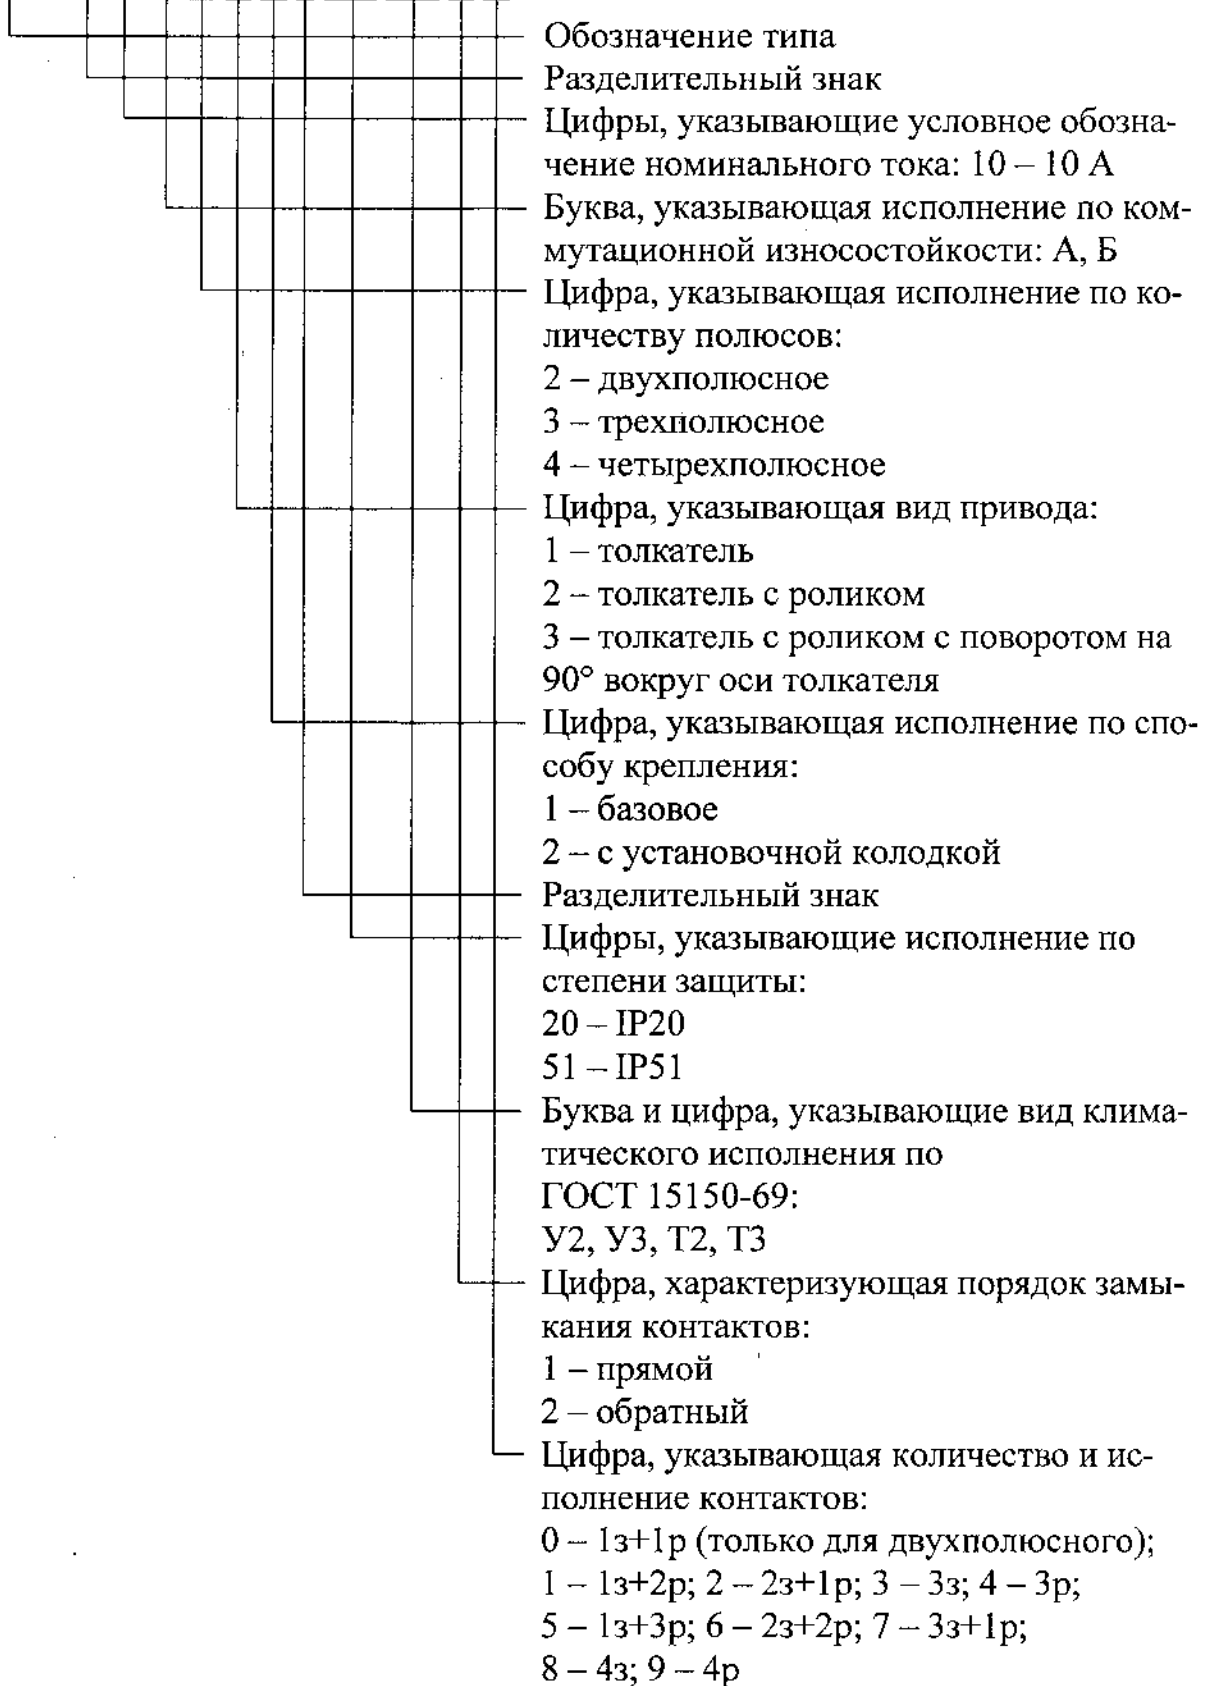 Обозначение типа
Разделительный знак
Цифры, указывающие условное обозна-
чение номинального тока: 10 – 10 А
Буква, указывающая исполнение по ком-
мутационной износостойкости: А, Б
Цифра, указывающая исполнение по ко-
личеству полюсов:
2 – двухполюсное
3 – трехполюсное
4 – четырехполюсное
Цифра, указывающая вид привода:
1 – толкатель
2 – толкатель с роликом
3 – толкатель с роликом с поворотом на
90° вокруг оси толкателя
Цифра, указывающая исполнение по спо-
собу крепления:
1 – базовое
2 – с установочной колодкой
Разделительный знак
Цифры, указывающие исполнение по
степени защиты:
20 – IP20
51 – IP51
Буква и цифра, указывающие вид клима-
тического исполнения по
ГОСТ 15150-69:
У2, У3, Т2, Т3
Цифра, характеризующая порядок замы-
кания контактов:
1 – прямой
2 – обратный
Цифра, указывающая количество и ис-
полнение контактов:
0 – 1з+1р (только для двухполюсного);
1 – 1з+2р; 2 – 2з+1р; 3 – 3з; 4 – 3р;
5 – 1з+3р; 6 – 2з+2р; 7 – 3з+1р;
8 – 4з; 9 – 4р